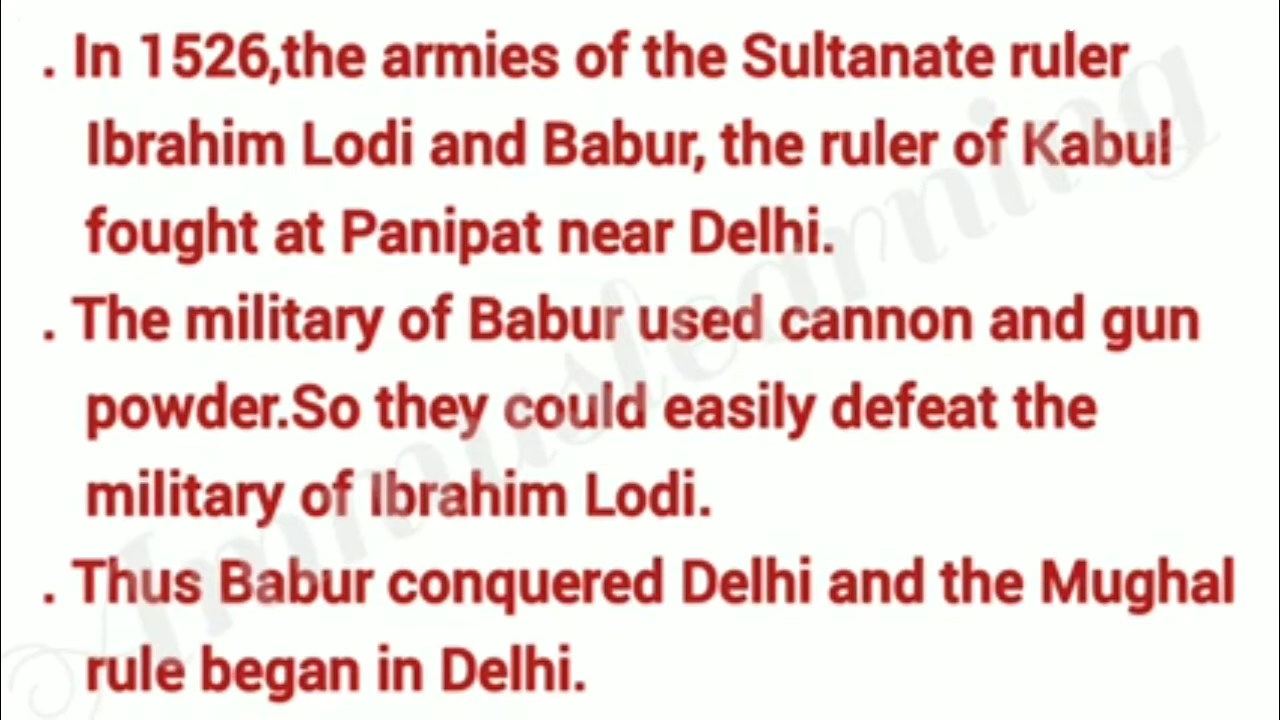 . In 1526,the armies of the Sultanate ruler
Ibrahim Lodi and Babur, the ruler of Kabul
fought at Panipat near Delhi.
. The military of Babur used cannon and gun
powder.So they could easily defeat the
military of Ibrahim Lodi.
. Thus Babur conquered Delhi and the Mughal
rule began in Delhi.
Ammuslearning